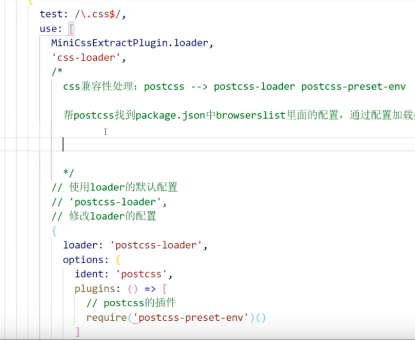 {
test: /\.css$/,
use: [
MiniCssExtractPlugin.loader,
'css-loader',
/*
css兼容性处理：postcss --> postcss-loader postcss-preset-env
帮postcss找到package.json中browserslist里面的配置，通过配置加载
*/
// 使用loader的默认配置
// 'postcss-loader',
// 修改loader的配置
{
loader: 'postcss-loader',
options: {
ident: 'postcss',
plugins: () => [
// postcss的插件
require('postcss-preset-env')()
]